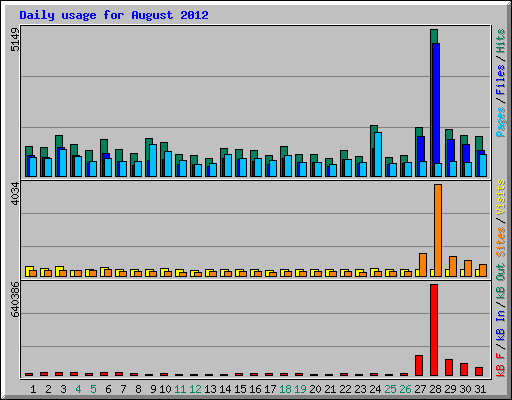 Daily usage for August 2012
5149
Pages / Files / Hits
4034
Sites / Visits
640386
kB F / kB In / kB Out
1 2 3 4 5 6 7 8 9 10 11 12 13 14 15 16 17 18 19 20 21 22 23 24 25 26 27 28 29 30 31